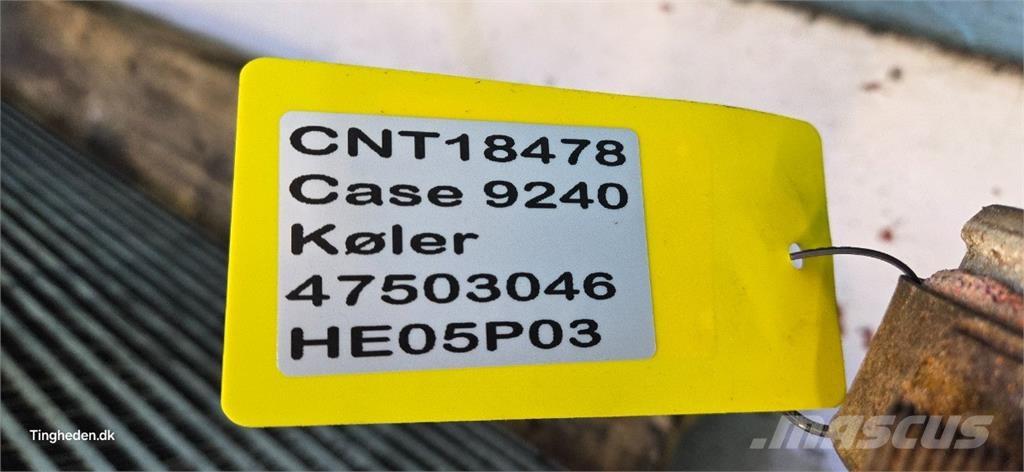 CNT18478
Case 9240
Køler
47503046
HE05P03
Tingheden.dk
MASCUS